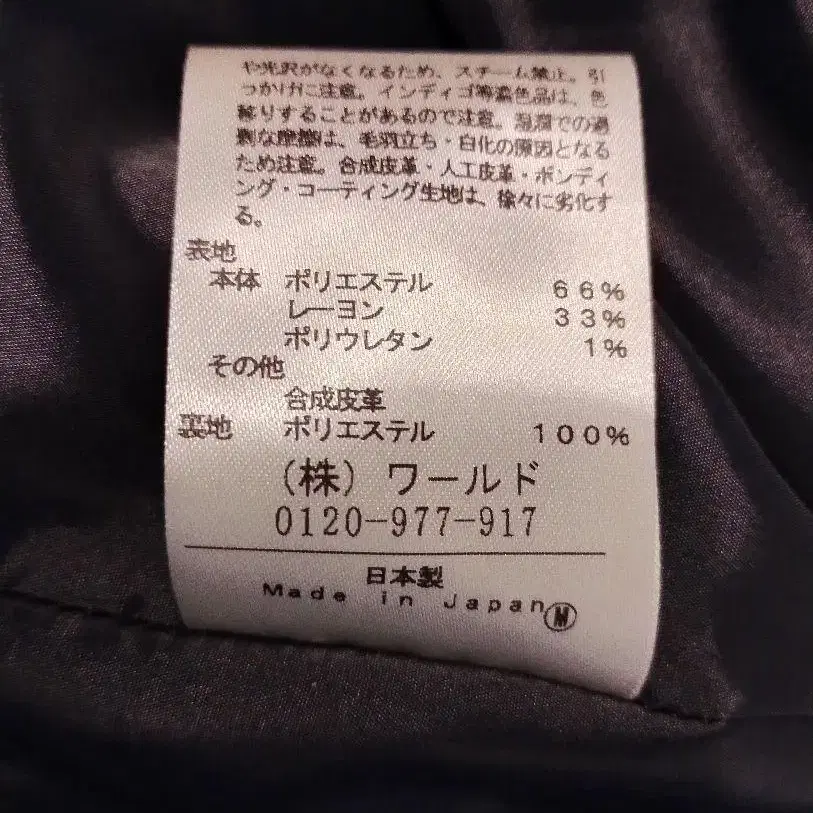 や光沢がなくなるため、スチーム禁止。引
っかけに注意。インディゴ等濃色品は、色
移りすることがあるので注意。湿潤での過
剰な摩擦は、毛羽立ち・白化の原因となる
ため注意。合成皮革・人工皮革・ボンディ
ング・コーティング生地は、徐々に劣化す
る。
表地
本体 ポリエステル 66%
レーヨン 33%
ポリウレタン 1%
その他
合成皮革
裏地 ポリエステル 100%
(株) ワールド
0120-977-917
日本製
Made in Japan Ⓜ